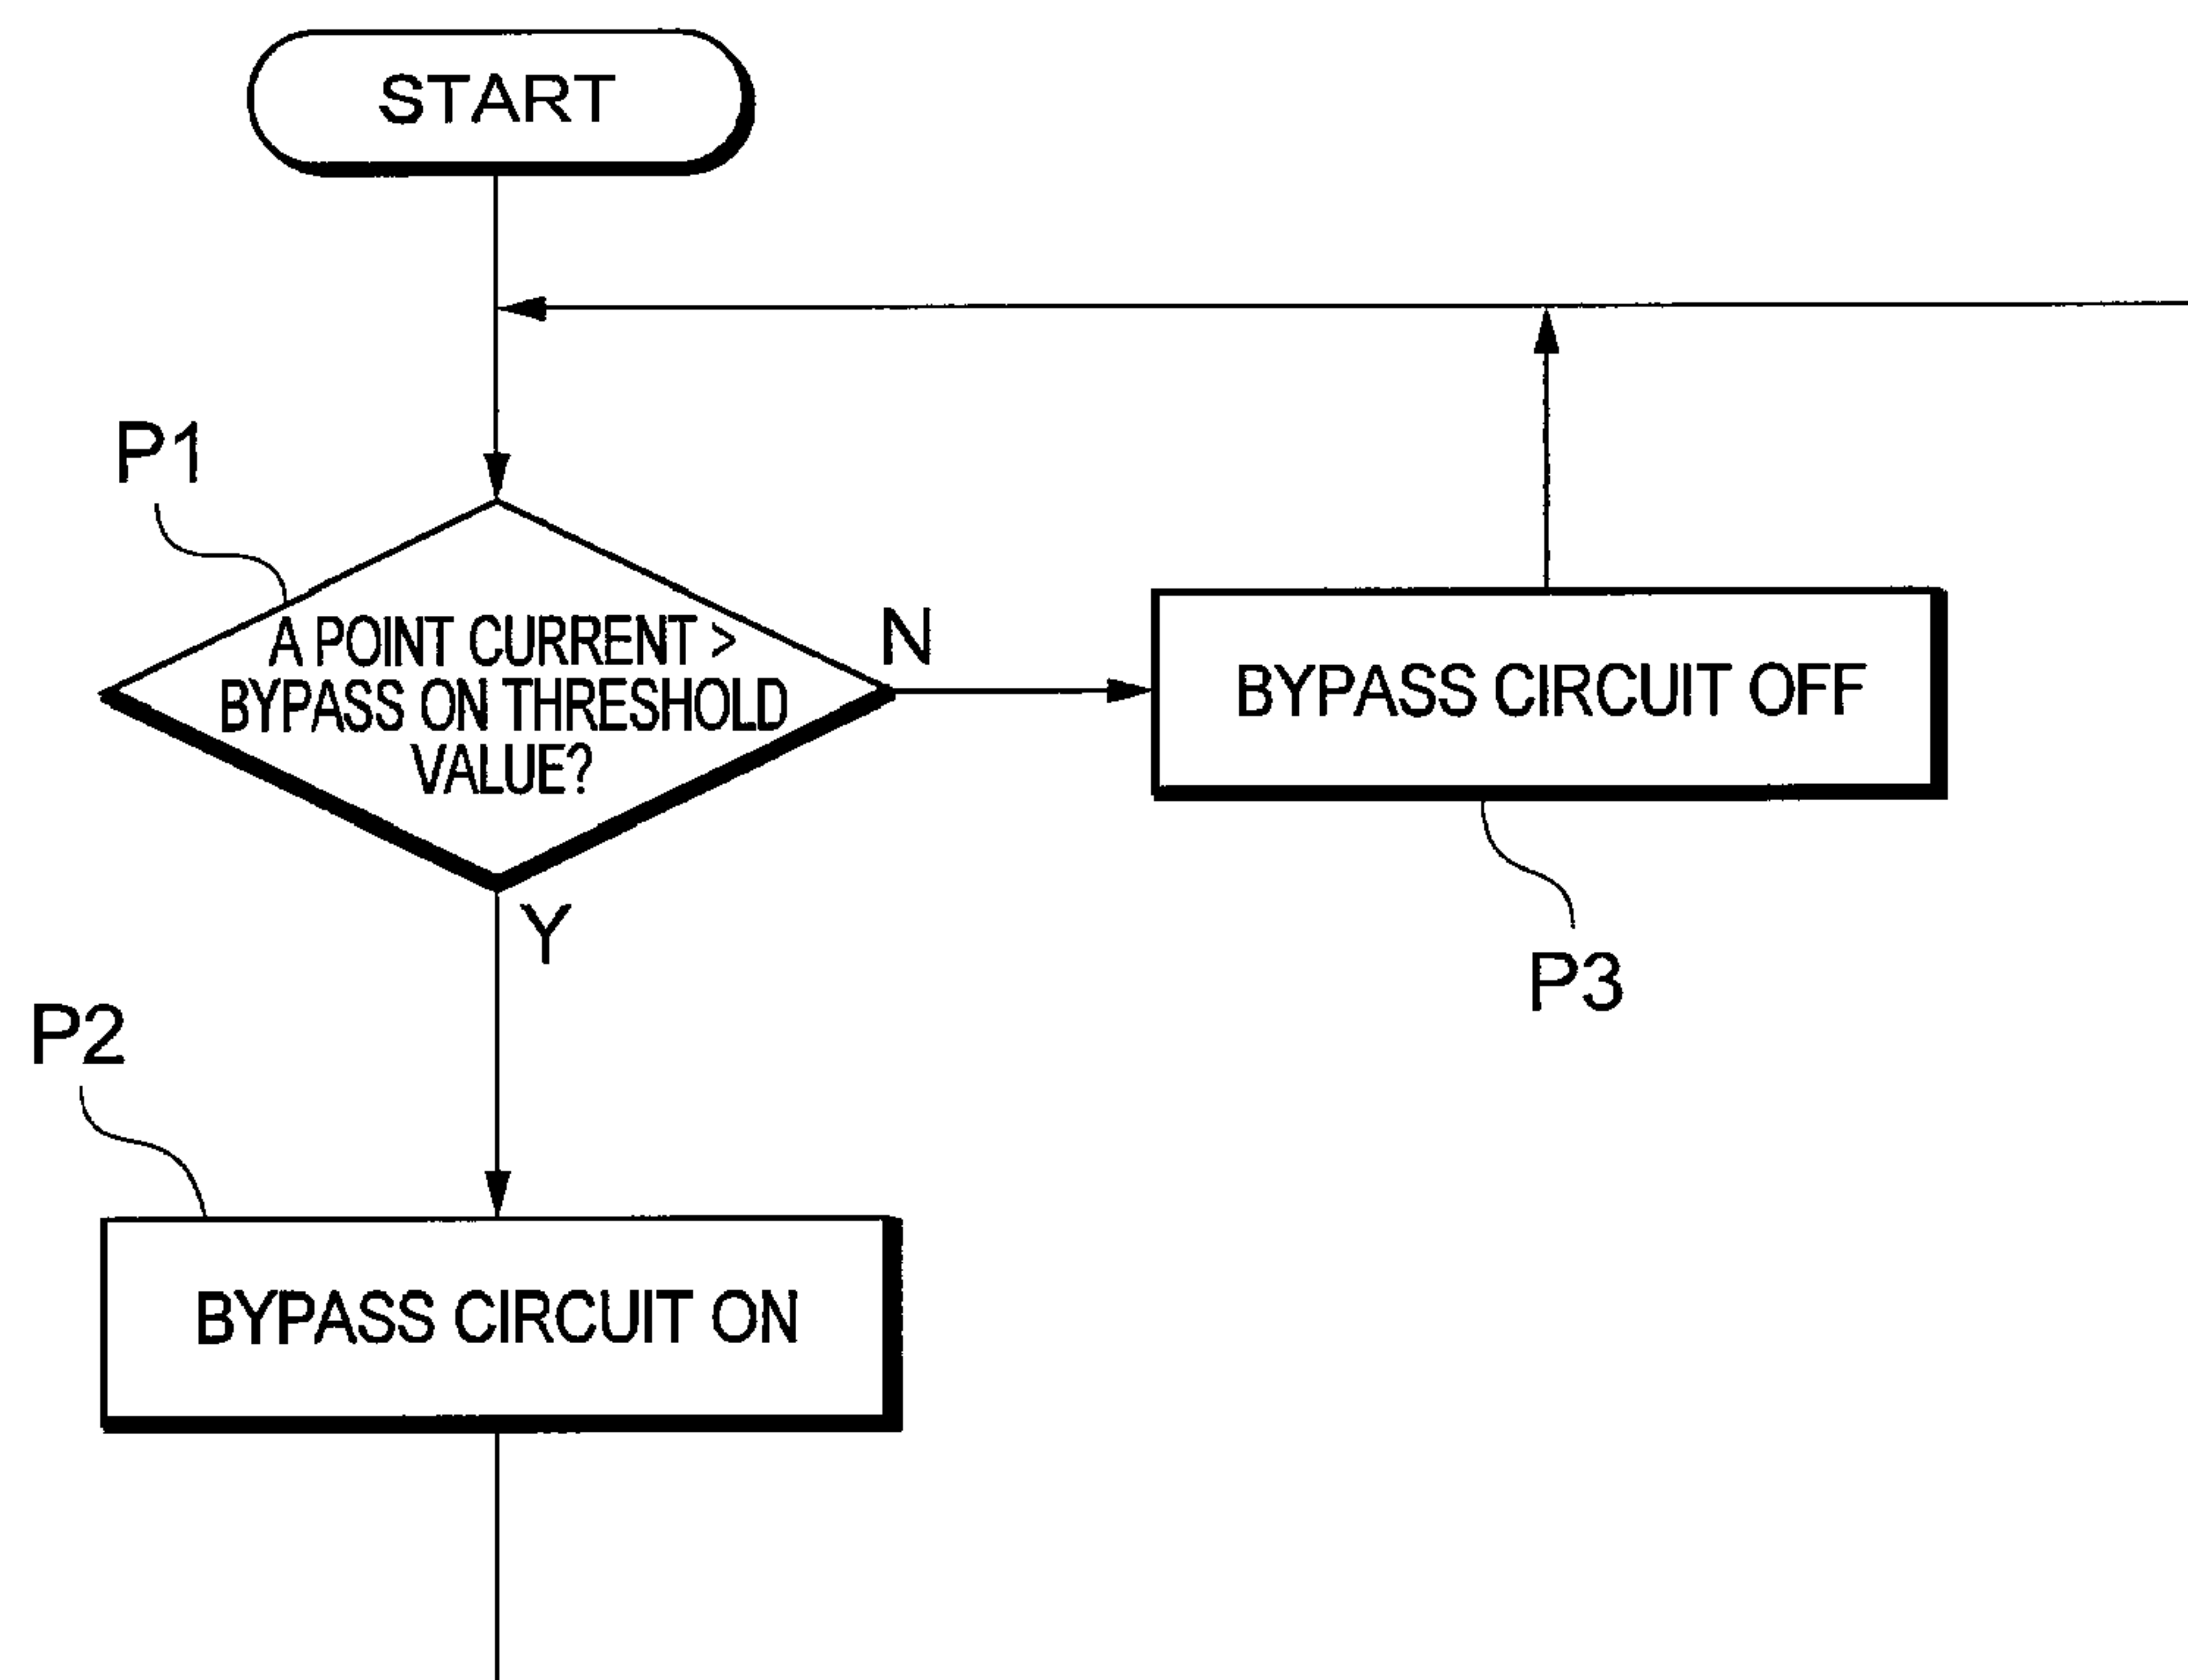 START
P1
A POINT CURRENT >
BYPASS ON THRESHOLD
VALUE?
N
BYPASS CIRCUIT OFF
Y
P3
P2
BYPASS CIRCUIT ON